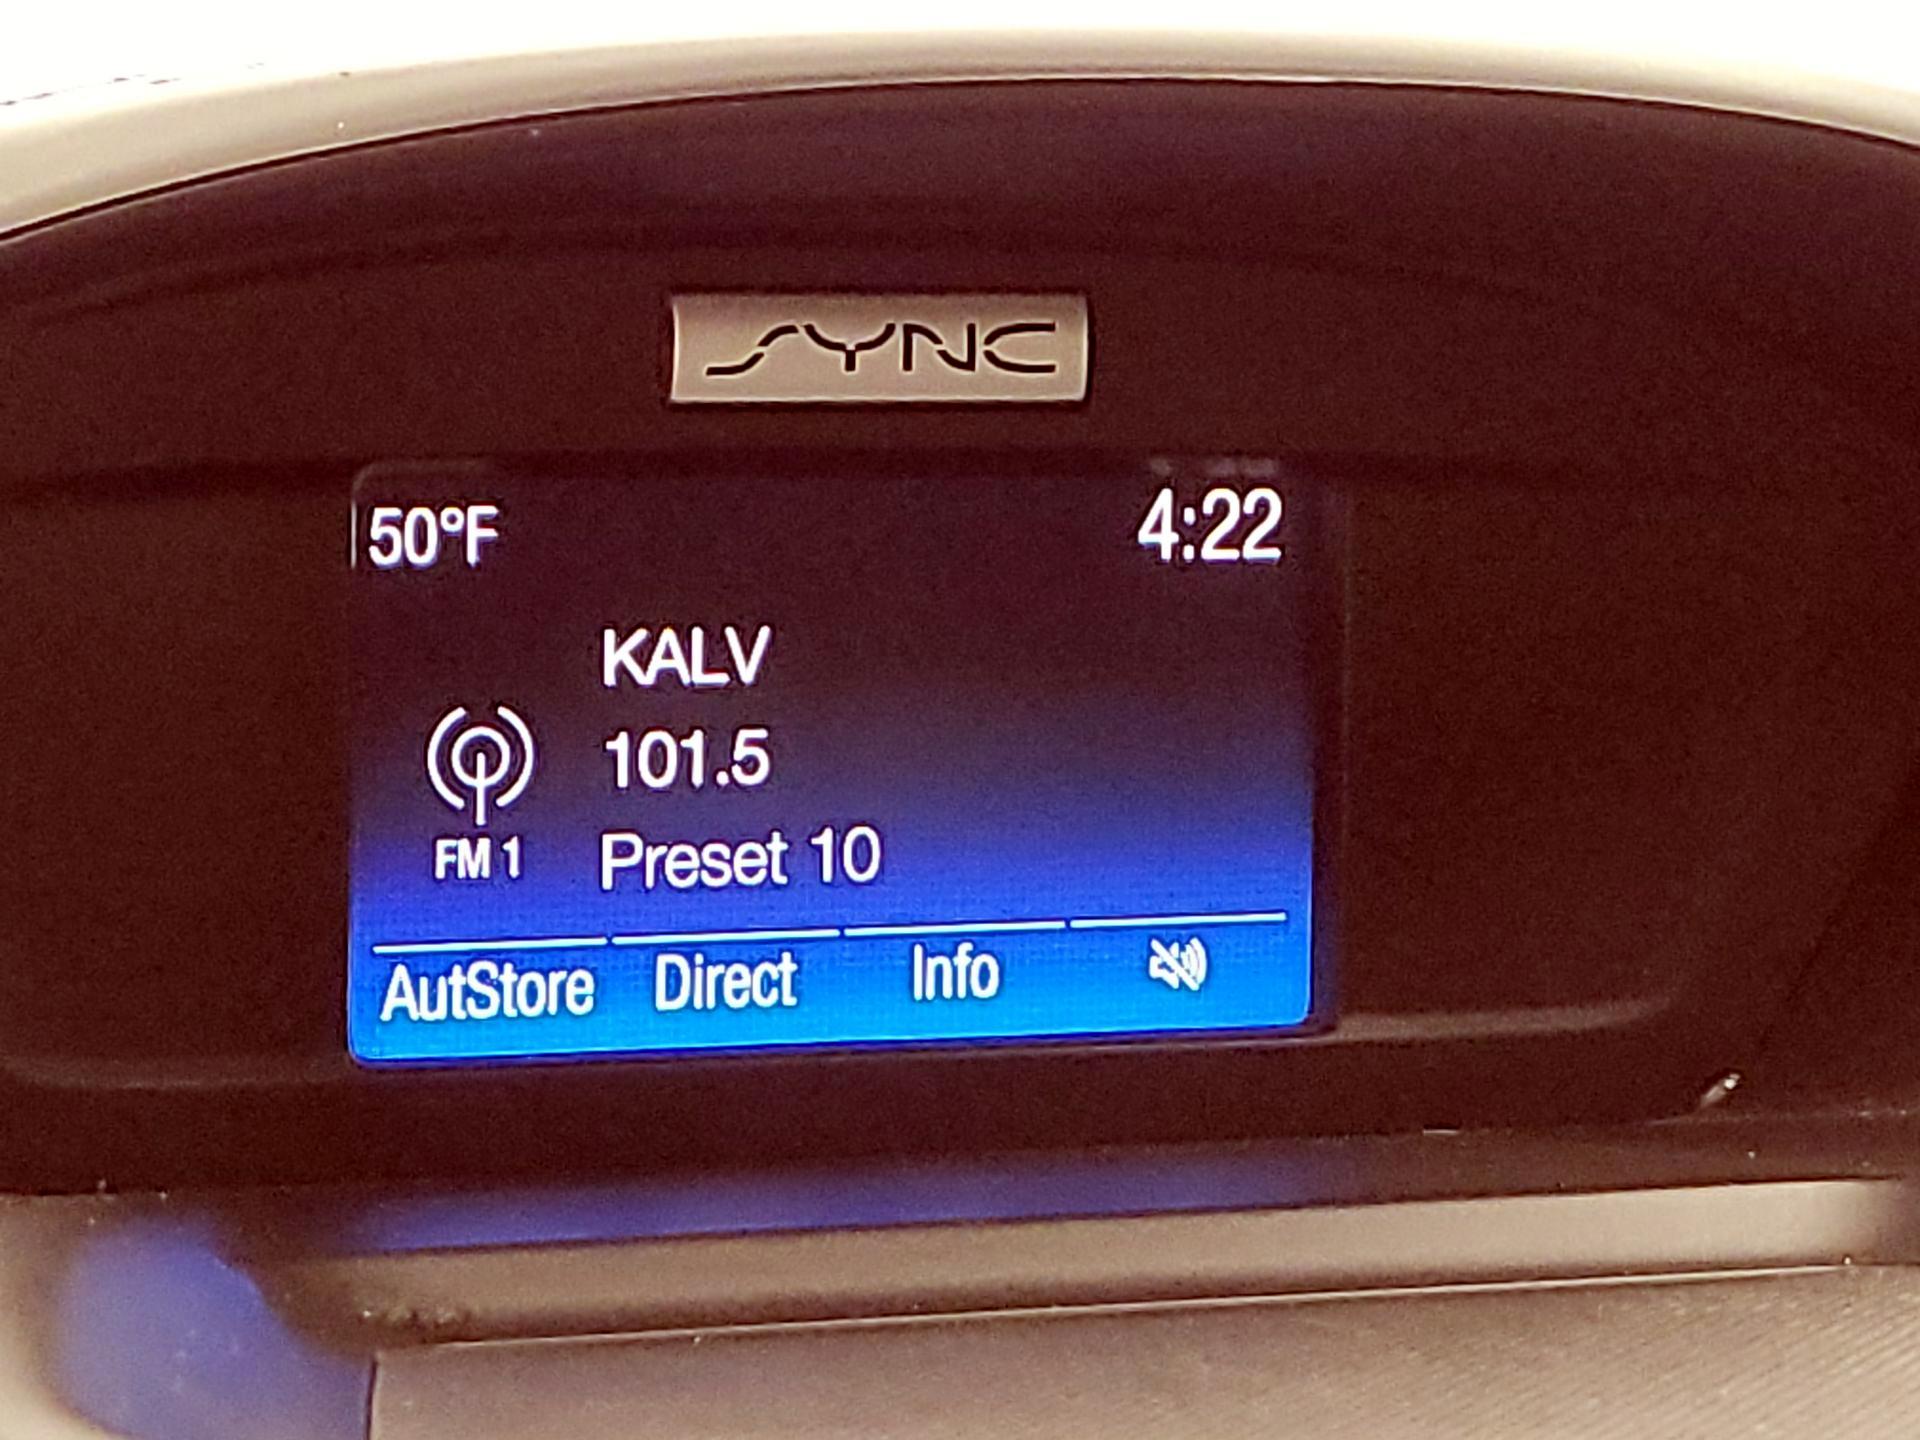 SYNC
50°F 4:22
KALV
101.5
FM 1 Preset 10
AutStore Direct Info